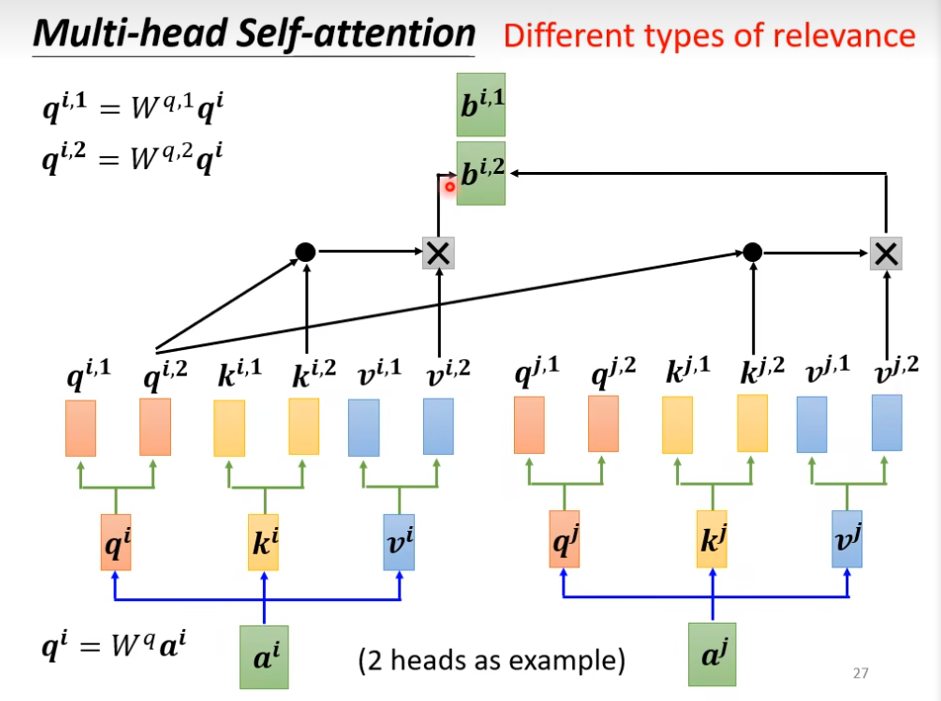 Multi-head Self-attention Different types of relevance
q^{i,1} = W^{q,1}q^{i}
q^{i,2} = W^{q,2}q^{i}
b^{i,1}
b^{i,2}
q^{i,1} q^{i,2} k^{i,1} k^{i,2} v^{i,1} v^{i,2} q^{j,1} q^{j,2} k^{j,1} k^{j,2} v^{j,1} v^{j,2}
q^{i} k^{i} v^{i} q^{j} k^{j} v^{j}
q^{i} = W^{q}a^{i} a^{i} (2 heads as example) a^{j}
27